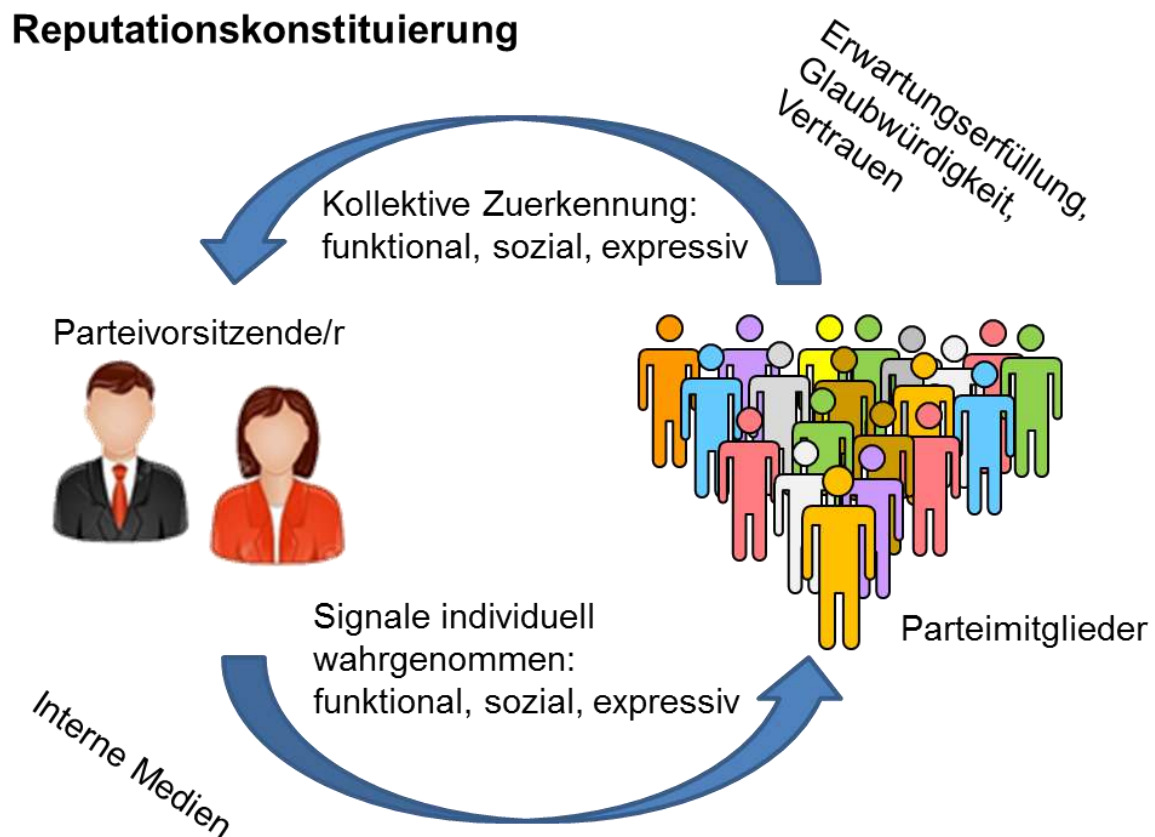 Reputationskonstituierung
Erwartungserfüllung,
Glaubwürdigkeit,
Vertrauen
Kollektive Zuerkennung:
funktional, sozial, expressiv
Parteivorsitzende/r
Signale individuell
wahrgenommen:
funktional, sozial, expressiv
Parteimitglieder
Interne Medien